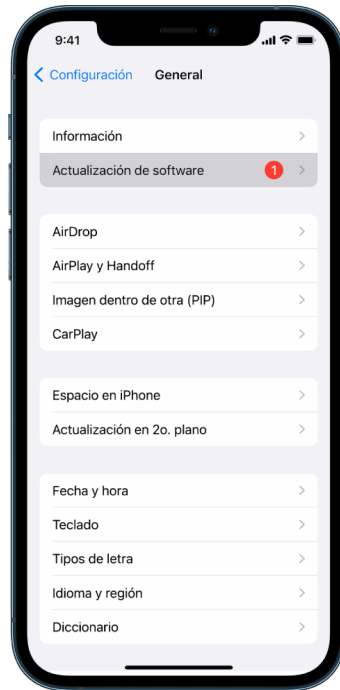 9:41
Configuración General
Información
Actualización de software 1
AirDrop
AirPlay y Handoff
Imagen dentro de otra (PIP)
CarPlay
Espacio en iPhone
Actualización en 2o. plano
Fecha y hora
Teclado
Tipos de letra
Idioma y región
Diccionario